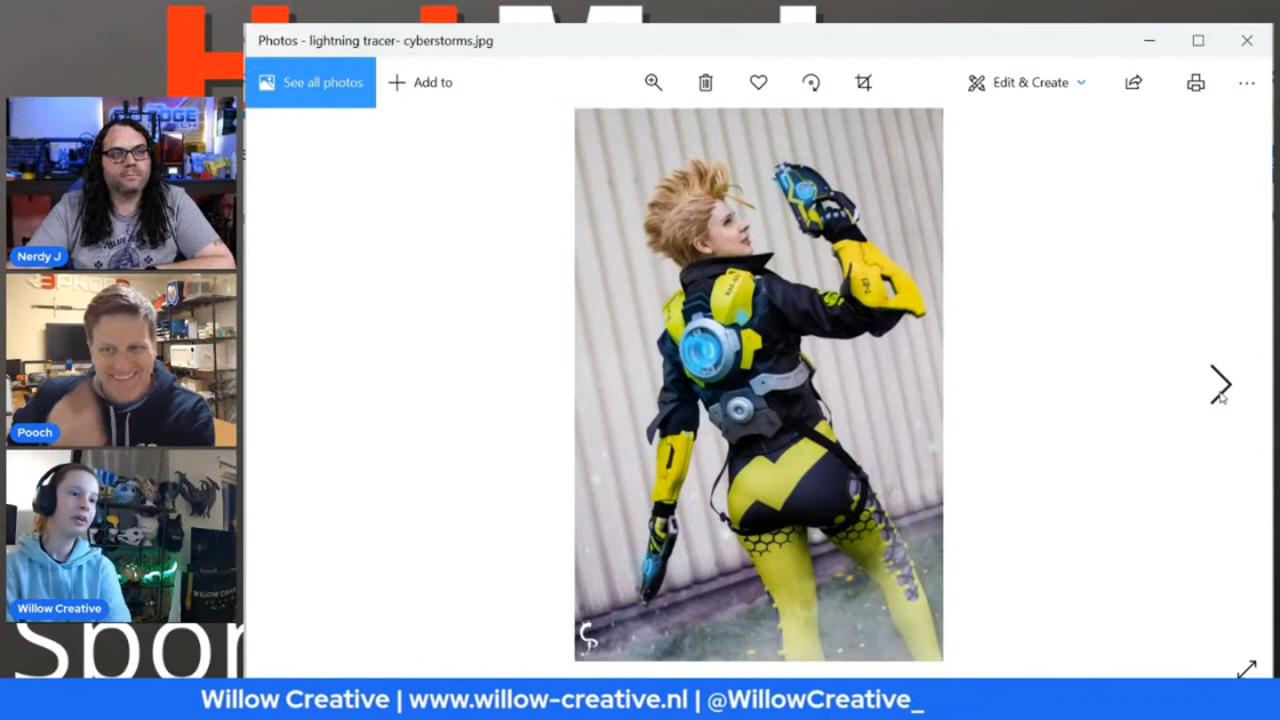 Photos - lightning tracer- cyberstorms.jpg
See all photos
Add to
Edit & Create
Nerdy J
Pooch
Willow Creative
Spor
Willow Creative | www.willow-creative.nl | @WillowCreative_